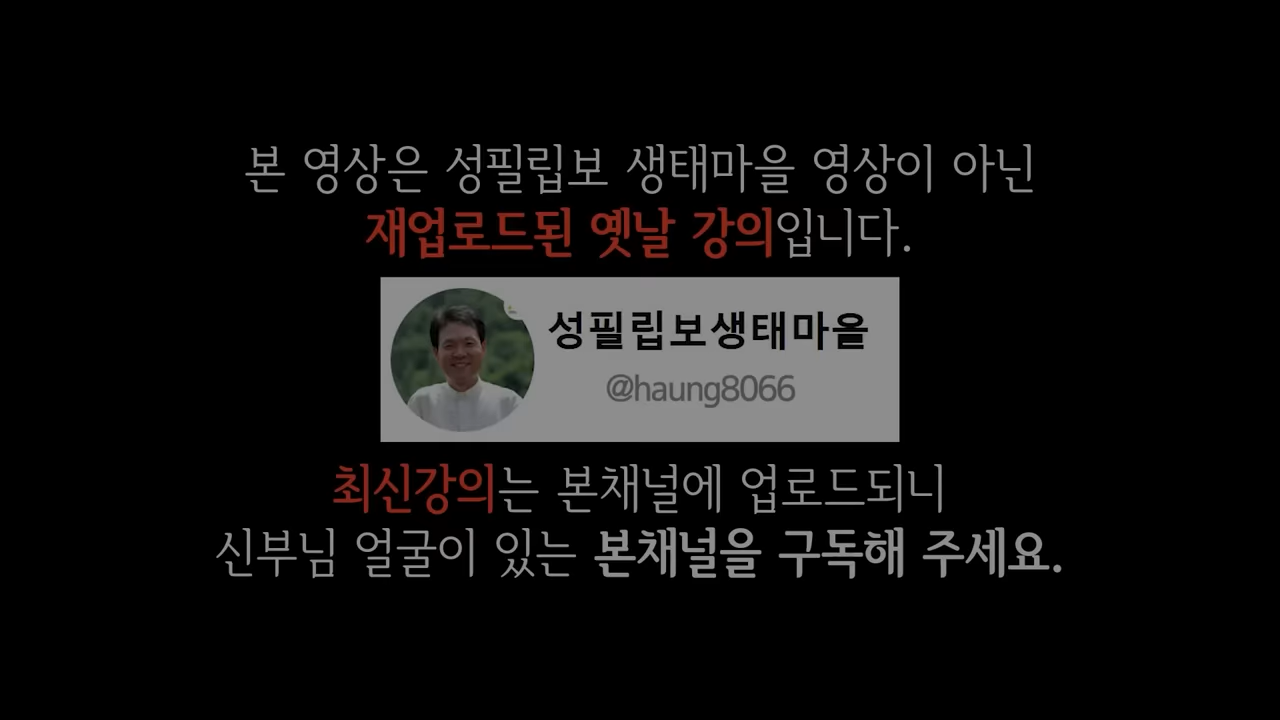 본 영상은 성필립보 생태마을 영상이 아닌
재업로드된 옛날 강의입니다.
성필립보생태마을
@haung8066
최신강의는 본채널에 업로드되니
신부님 얼굴이 있는 본채널을 구독해 주세요.